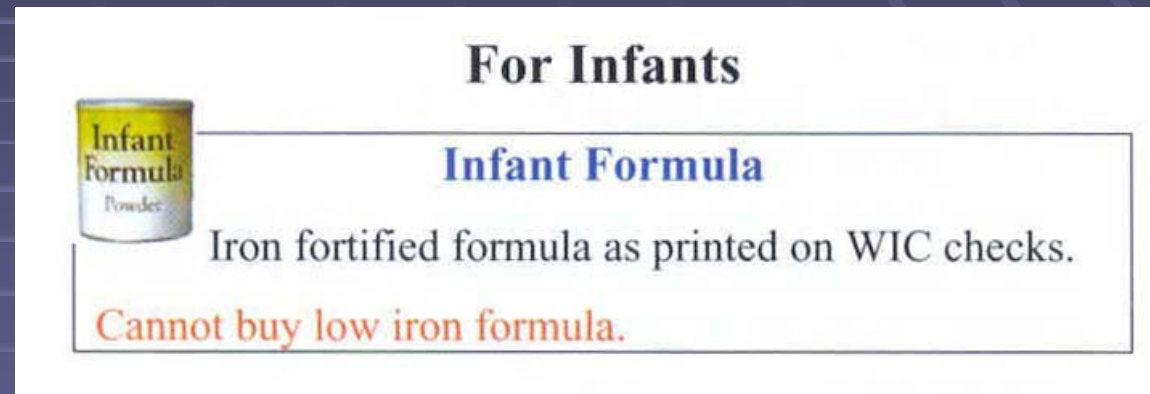 For Infants
Infant
Formula
Powder
Infant Formula
Iron fortified formula as printed on WIC checks.
Cannot buy low iron formula.